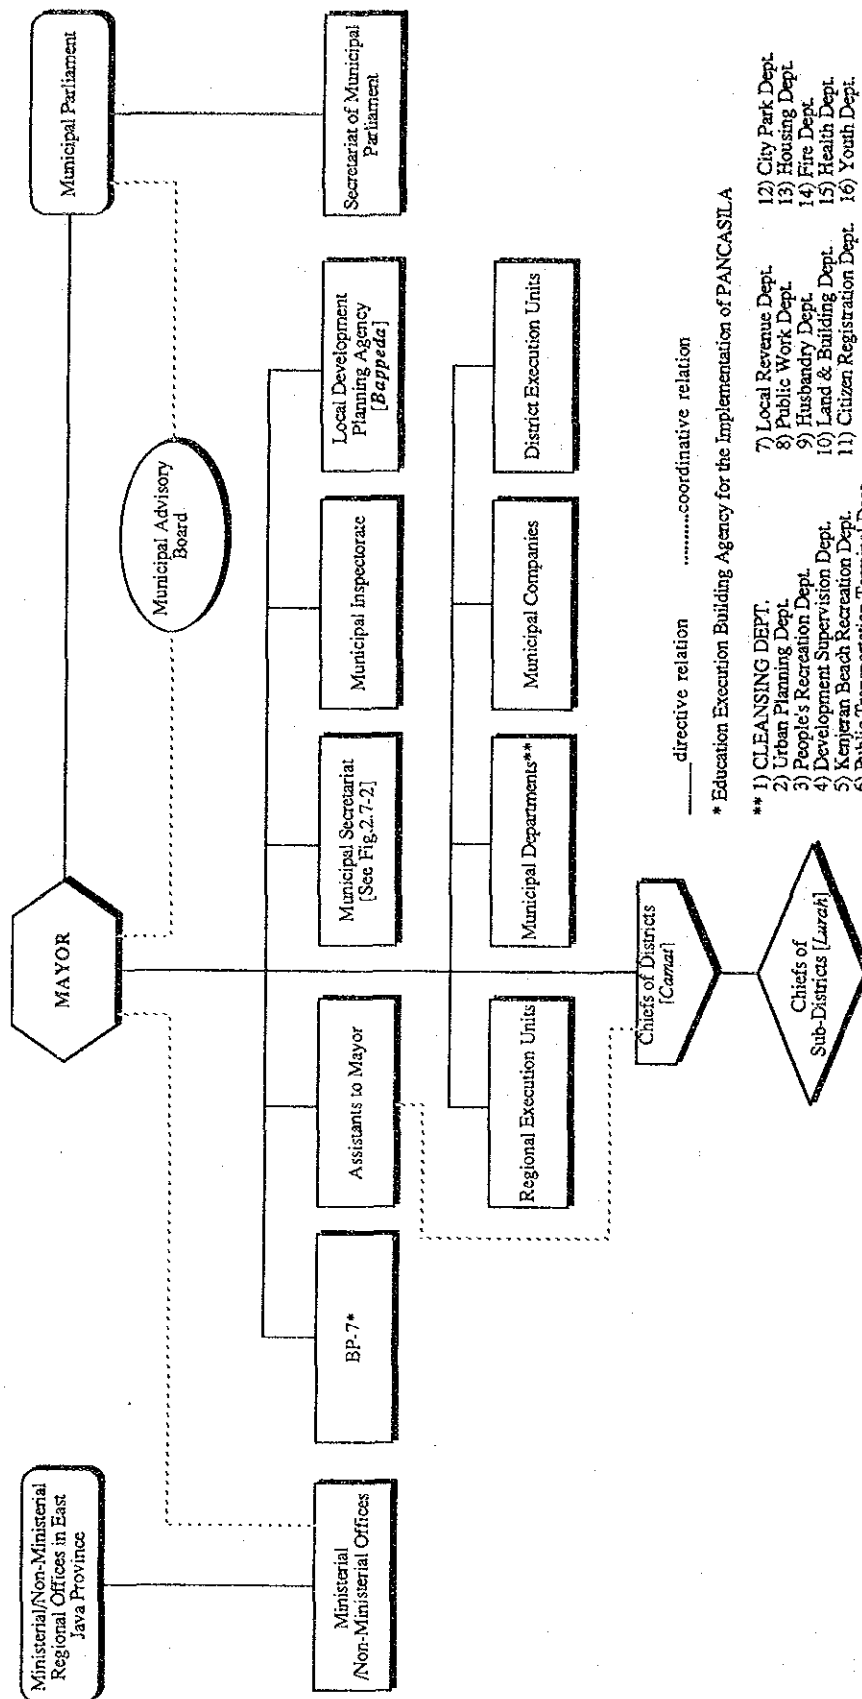 Ministerial/Non-Ministerial
Regional Offices in East
Java Province
MAYOR
Municipal Parliament
Municipal Advisory
Board
Ministerial
/Non-Ministerial Offices
BP-7*
Assistants to Mayor
Municipal Secretariat
[See Fig.2.7-2]
Municipal Inspectorate
Local Development
Planning Agency
[Bappeda]
Secretariat of Municipal
Parliament
Regional Execution Units
Municipal Departments**
Municipal Companies
District Execution Units
Chiefs of Districts
[Camat]
Chiefs of
Sub-Districts [Lurah]
____directive relation .........coordinative relation
* Education Execution Building Agency for the Implementation of PANCASILA
** 1) CLEANSING DEPT.
2) Urban Planning Dept.
3) People's Recreation Dept.
4) Development Supervision Dept.
5) Kenjeran Beach Recreation Dept.
6) Public Transportation Terminal Dept.
7) Local Revenue Dept.
8) Public Work Dept.
9) Husbandry Dept.
10) Land & Building Dept.
11) Citizen Registration Dept.
12) City Park Dept.
13) Housing Dept.
14) Fire Dept.
15) Health Dept.
16) Youth Dept.